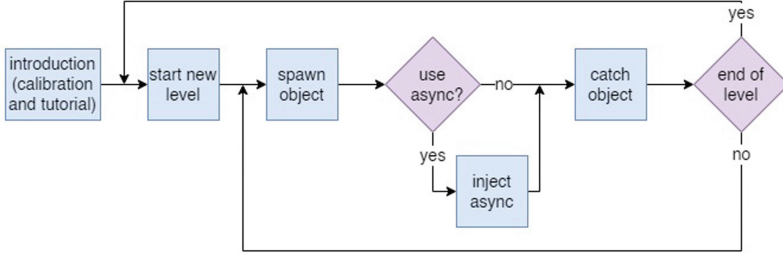 yes
introduction
(calibration
and tutorial)
start new
level
spawn
object
use
async?
no
catch
object
end of
level
yes
inject
async
no